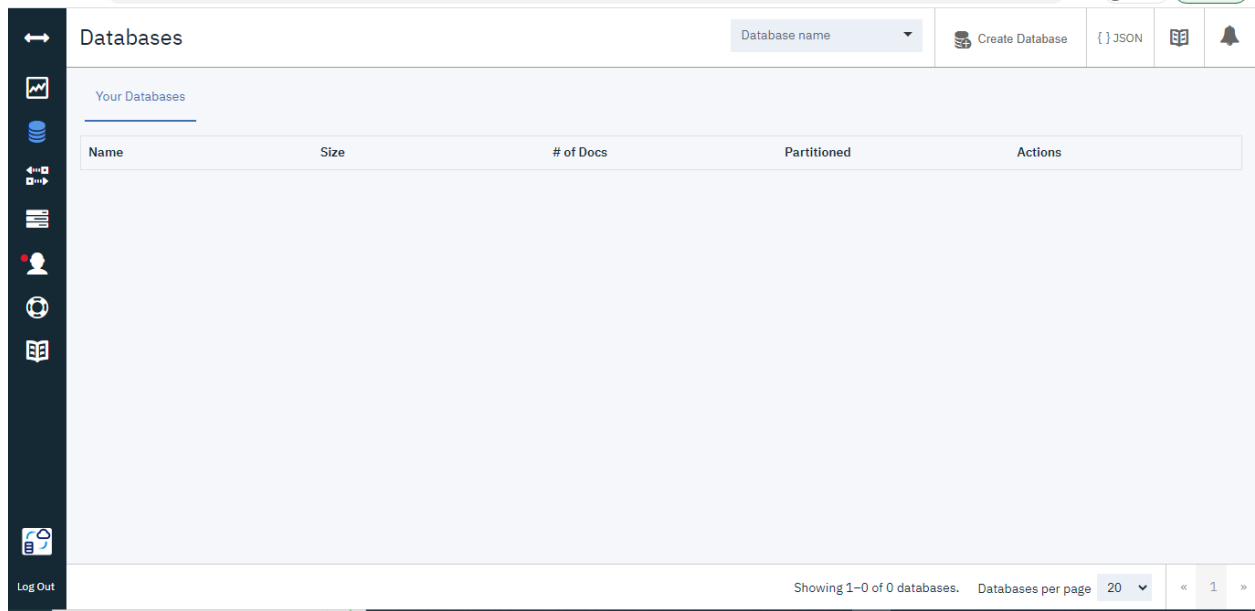 Databases
Database name
Create Database
{ } JSON
Your Databases
Name Size # of Docs Partitioned Actions
Log Out
Showing 1–0 of 0 databases. Databases per page 20 « 1 »